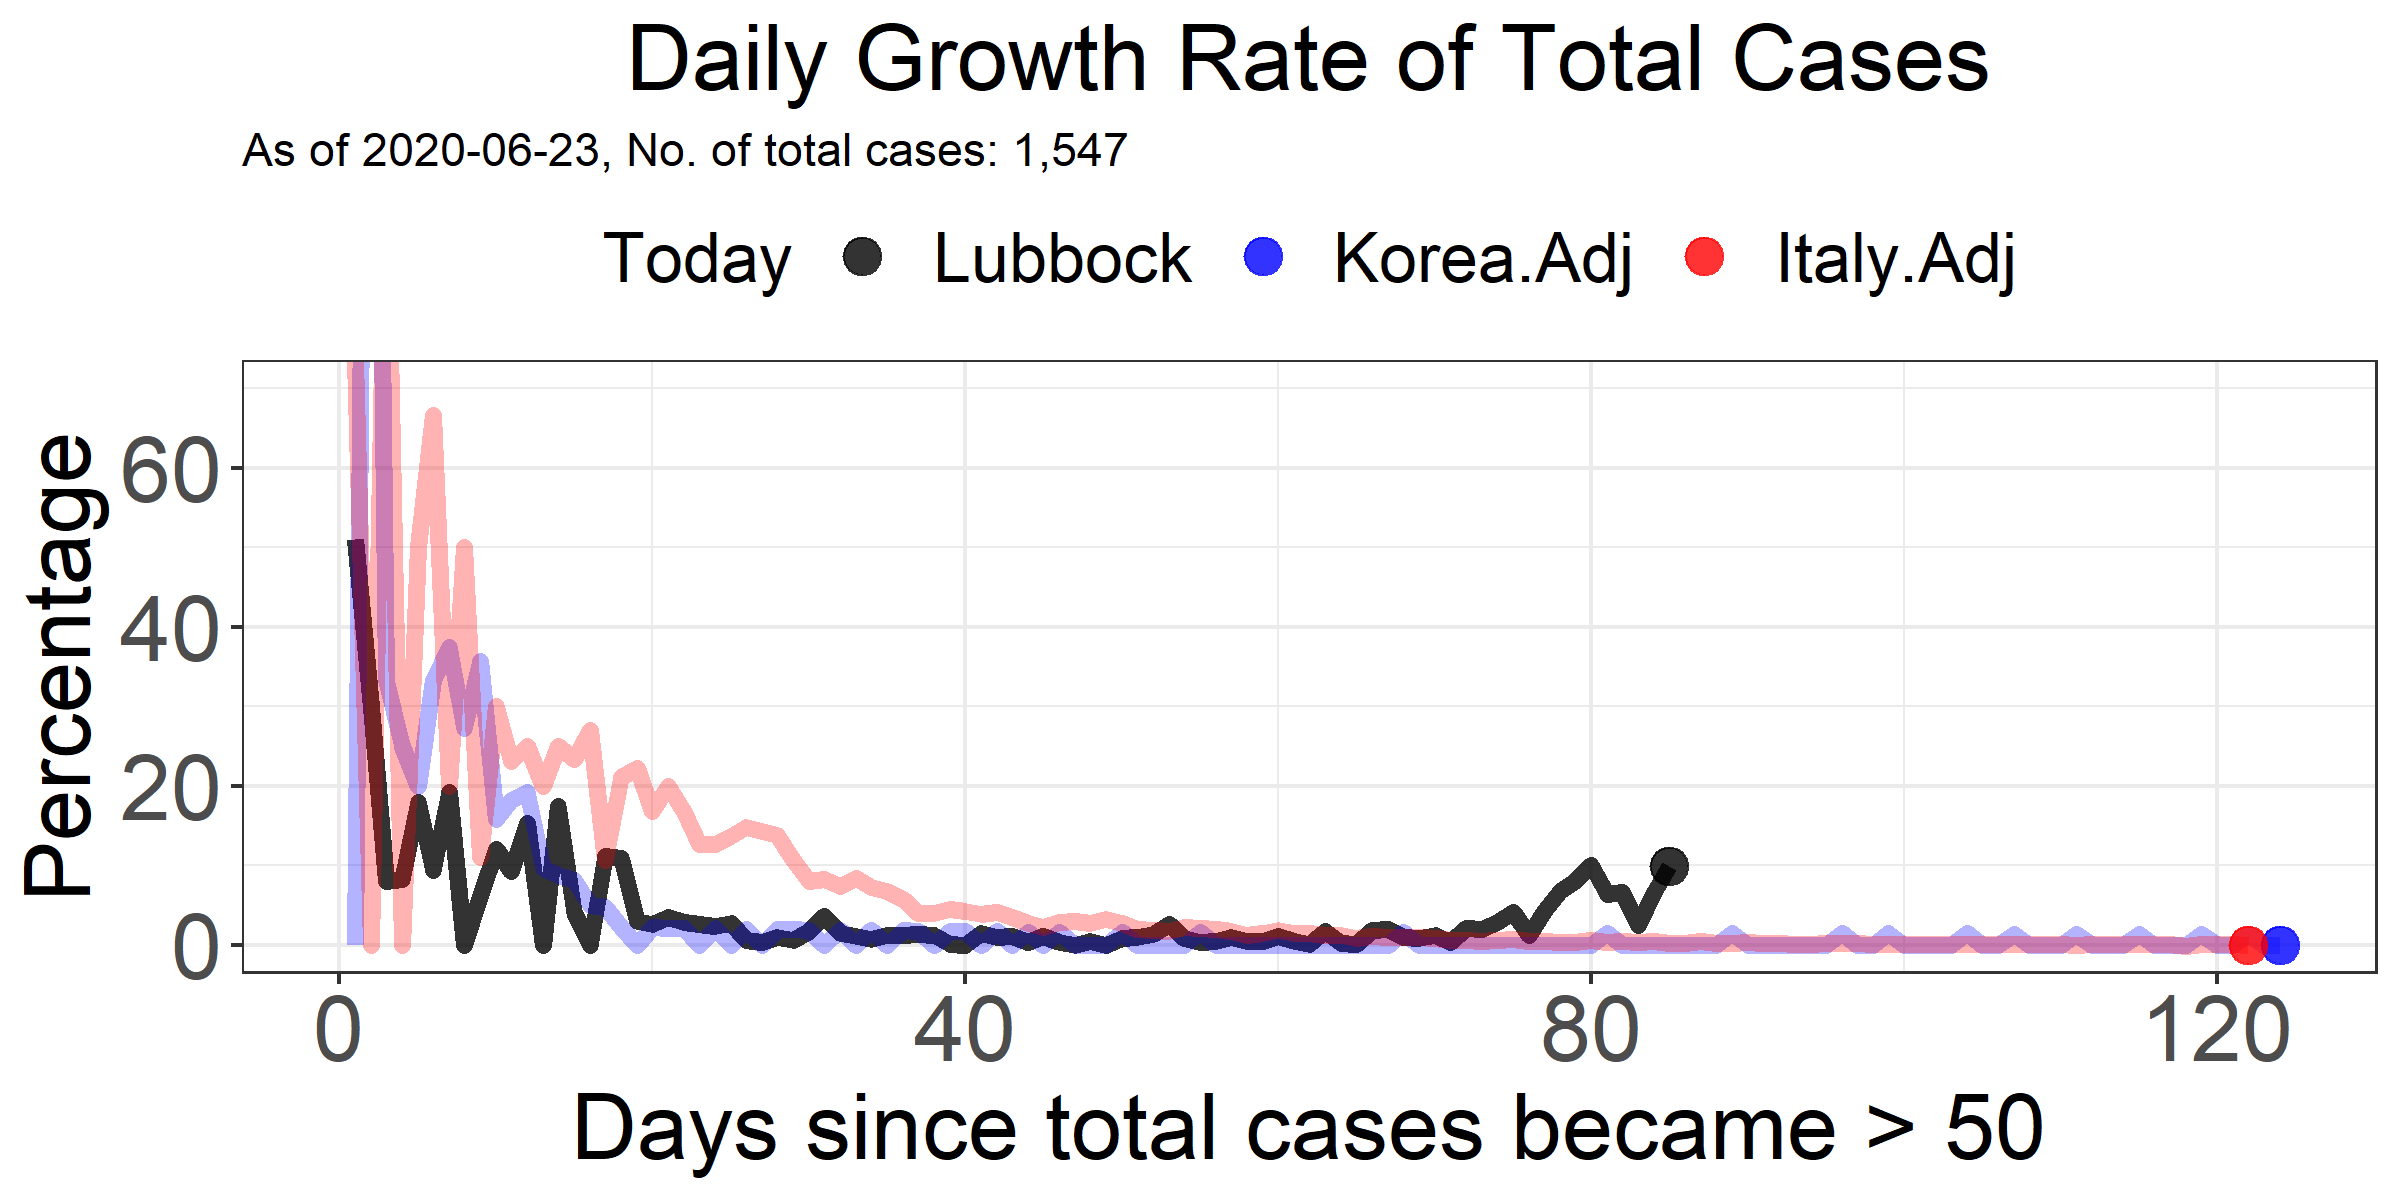 Daily Growth Rate of Total Cases
As of 2020-06-23, No. of total cases: 1,547
Today Lubbock Korea.Adj Italy.Adj
Percentage
60
40
20
0
0 40 80 120
Days since total cases became > 50